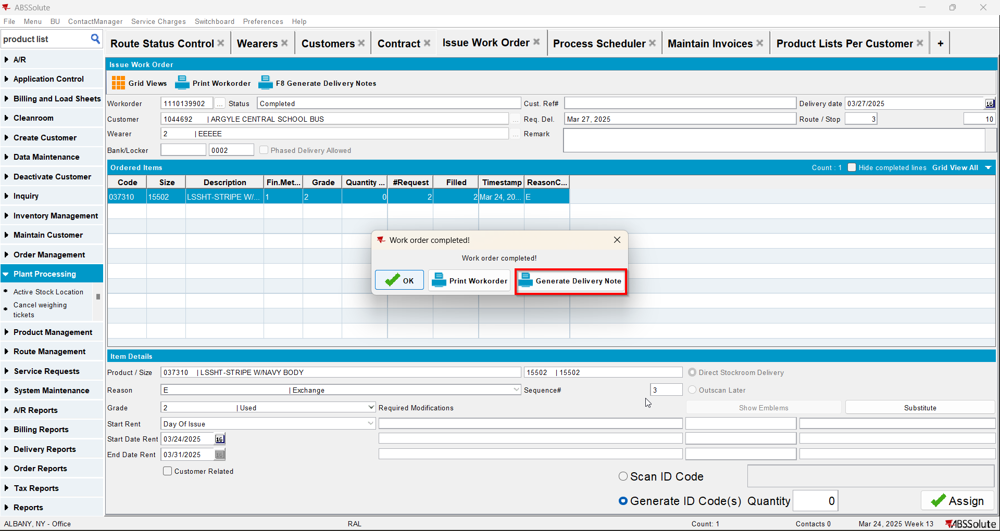 ABSSolute
File Menu BU ContactManager Service Charges Switchboard Preferences Help
product list
Route Status Control Wearers Customers Contract Issue Work Order Process Scheduler Maintain Invoices Product Lists Per Customer +
A/R
Application Control
Billing and Load Sheets
Cleanroom
Create Customer
Data Maintenance
Deactivate Customer
Inquiry
Inventory Management
Maintain Customer
Order Management
Plant Processing
Active Stock Location
Cancel weighing
tickets
Product Management
Route Management
Service Requests
System Maintenance
A/R Reports
Billing Reports
Delivery Reports
Order Reports
Tax Reports
Reports
Issue Work Order
Grid Views Print Workorder F8 Generate Delivery Notes
Workorder 1110139902 ... Status Completed Cust. Ref# Delivery date 03/27/2025 16
Customer 1044692 | ARGYLE CENTRAL SCHOOL BUS ... Req. Del. Mar 27, 2025 Route / Stop 3 10
Wearer 2 | EEEEE ... Remark
Bank/Locker 0002 Phased Delivery Allowed
Ordered Items Count : 1 Hide completed lines Grid View All
Code Size Description Fin.Met... Grade Quantity ... #Request Filled Timestamp ReasonC...
037310 15502 LSSHT-STRIPE W/... 1 2 0 2 2 Mar 24, 20... E
Work order completed!
Work order completed!
OK Print Workorder Generate Delivery Note
Item Details
Product / Size 037310 | LSSHT-STRIPE W/NAVY BODY 15502 | 15502 Direct Stockroom Delivery
Reason E | Exchange Sequence# 3 Outscan Later
Grade 2 | Used Required Modifications Show Emblems Substitute
Start Rent Day Of Issue
Start Date Rent 03/24/2025 16
End Date Rent 03/31/2025 16
Customer Related
Scan ID Code
Generate ID Code(s) Quantity 0 Assign
ALBANY, NY - Office RAL Count: 1 Contacts 0 Mar 24, 2025 Week 13 ABSSolute